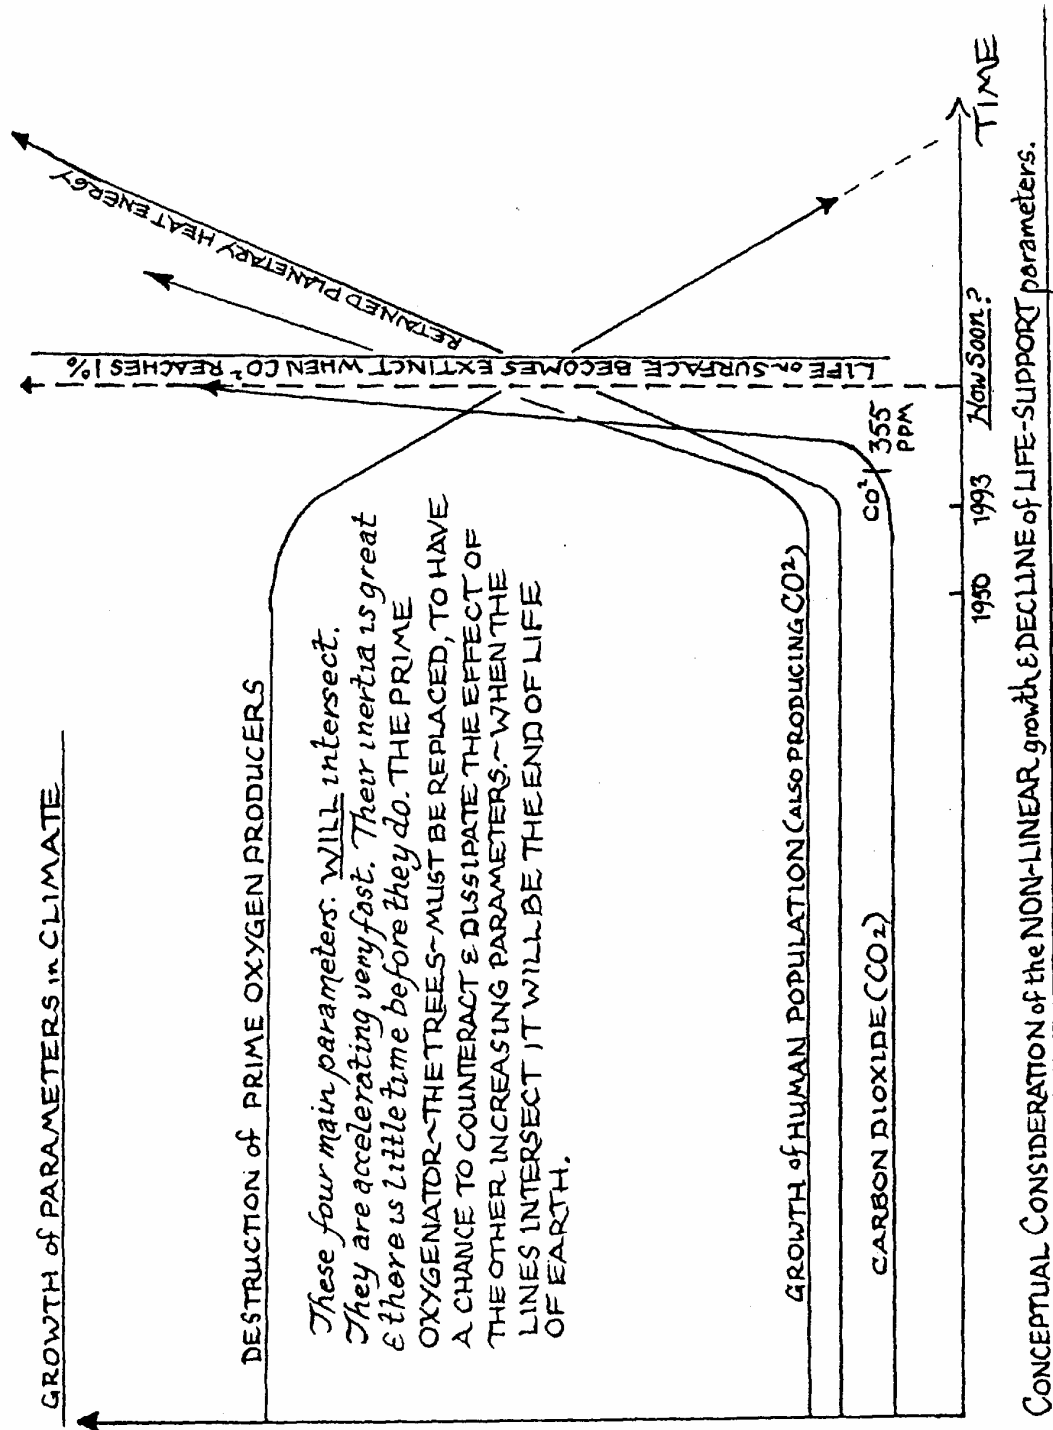 GROWTH of PARAMETERS in CLIMATE
DESTRUCTION of PRIME OXYGEN PRODUCERS
These four main parameters. WILL intersect.
They are accelerating very fast. Their inertia is great
& there is little time before they do. THE PRIME
OXYGENATOR~THE TREES~MUST BE REPLACED, TO HAVE
A CHANCE TO COUNTERACT & DISSIPATE THE EFFECT OF
THE OTHER INCREASING PARAMETERS.~WHEN THE
LINES INTERSECT IT WILL BE THE END OF LIFE
OF EARTH.
GROWTH of HUMAN POPULATION (ALSO PRODUCING CO2)
CARBON DIOXIDE (CO2)
CO²
355
PPM
LIFE on SURFACE BECOMES EXTINCT WHEN CO² REACHES 1%
RETAINED PLANETARY HEAT ENERGY
1950
1993
How Soon?
TIME
CONCEPTUAL CONSIDERATION of the NON-LINEAR growth & DECLINE of LIFE-SUPPORT parameters.